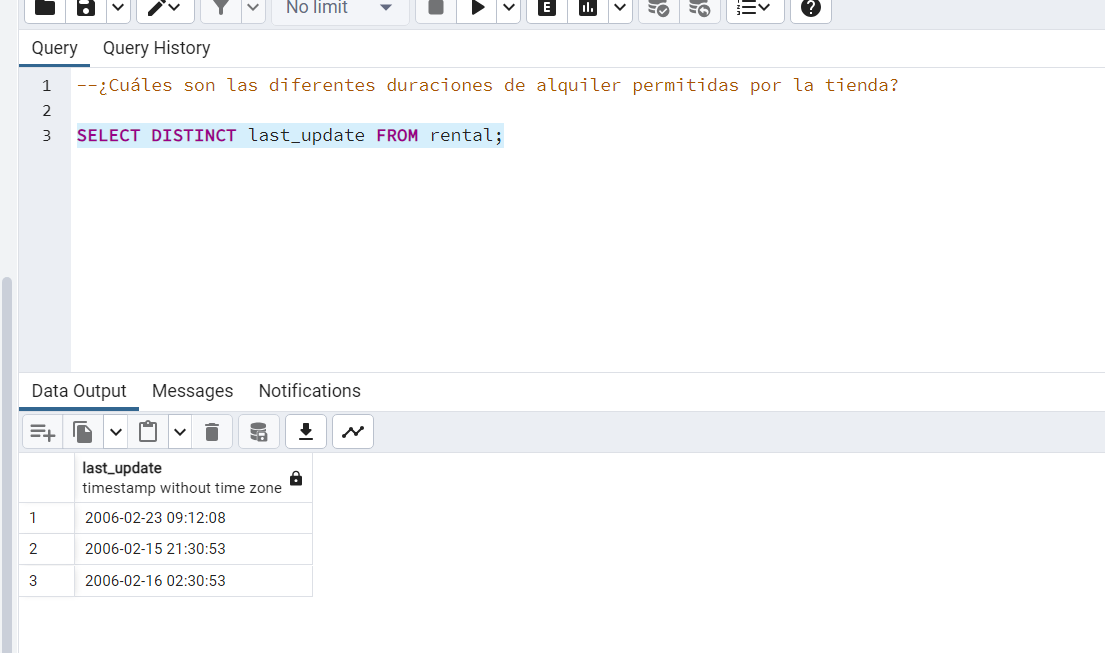 No limit
E
?
Query Query History
1 --¿Cuáles son las diferentes duraciones de alquiler permitidas por la tienda?
2
3 SELECT DISTINCT last_update FROM rental;
Data Output Messages Notifications
last_update
timestamp without time zone
1 2006-02-23 09:12:08
2 2006-02-15 21:30:53
3 2006-02-16 02:30:53